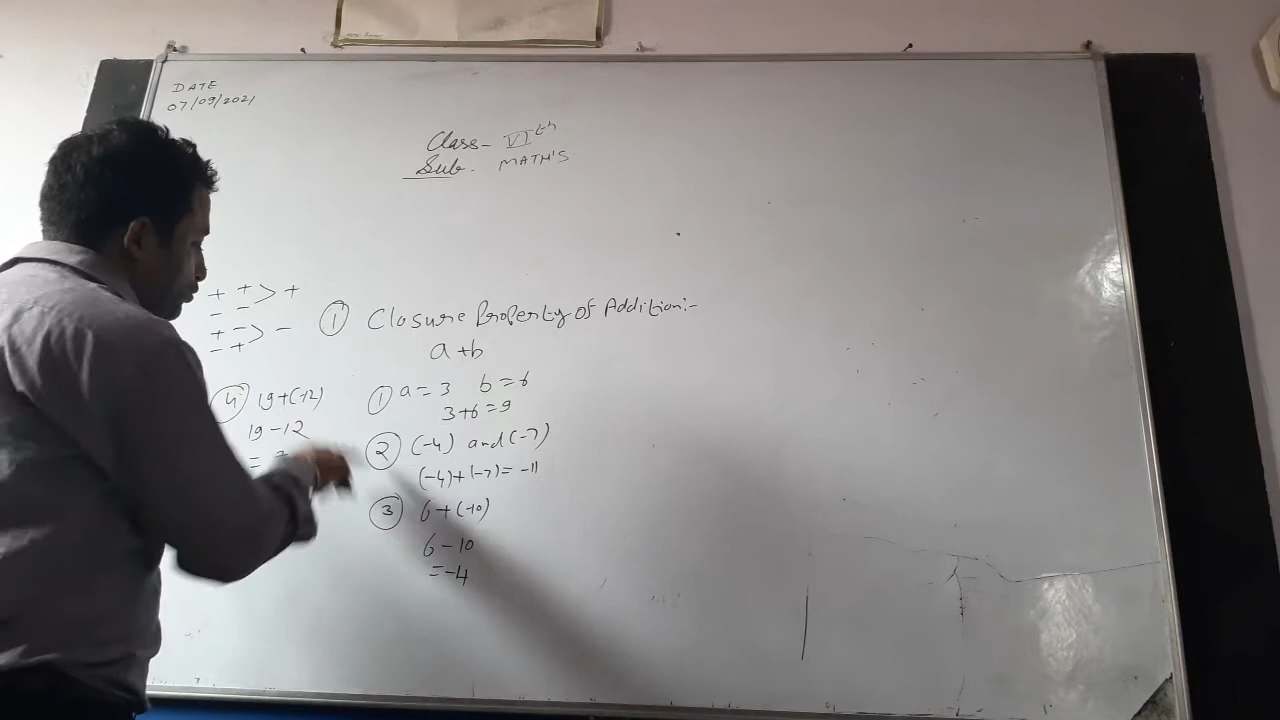 DATE
07/09/2021
Class- VIth
Sub. MATH'S
+ + > +
- -
+ - > -
- +
① Closure Property of Addition:-
a+b
① a = 3 b = 6
3+6 = 9
② (-4) and (-7)
(-4)+(-7) = -11
③ 6+(-10)
6-10
=-4
④ 19+(-12)
19-12
=